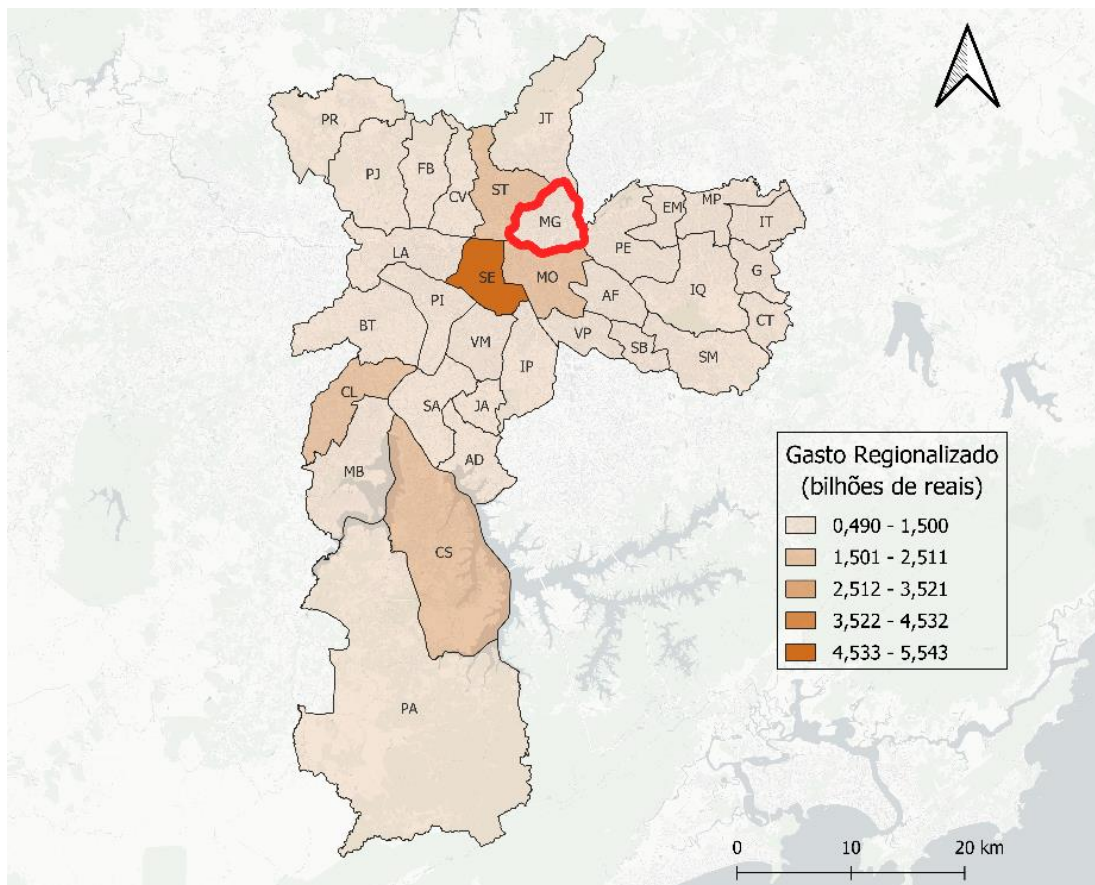 JT
PR
PJ
FB
CV
ST
MG
EM
MP
IT
PE
LA
SE
MO
AF
IQ
G
CT
PI
BT
VM
IP
VP
SB
SM
CL
SA
JA
AD
MB
CS
PA
Gasto Regionalizado
(bilhões de reais)
0,490 - 1,500
1,501 - 2,511
2,512 - 3,521
3,522 - 4,532
4,533 - 5,543
0 10 20 km